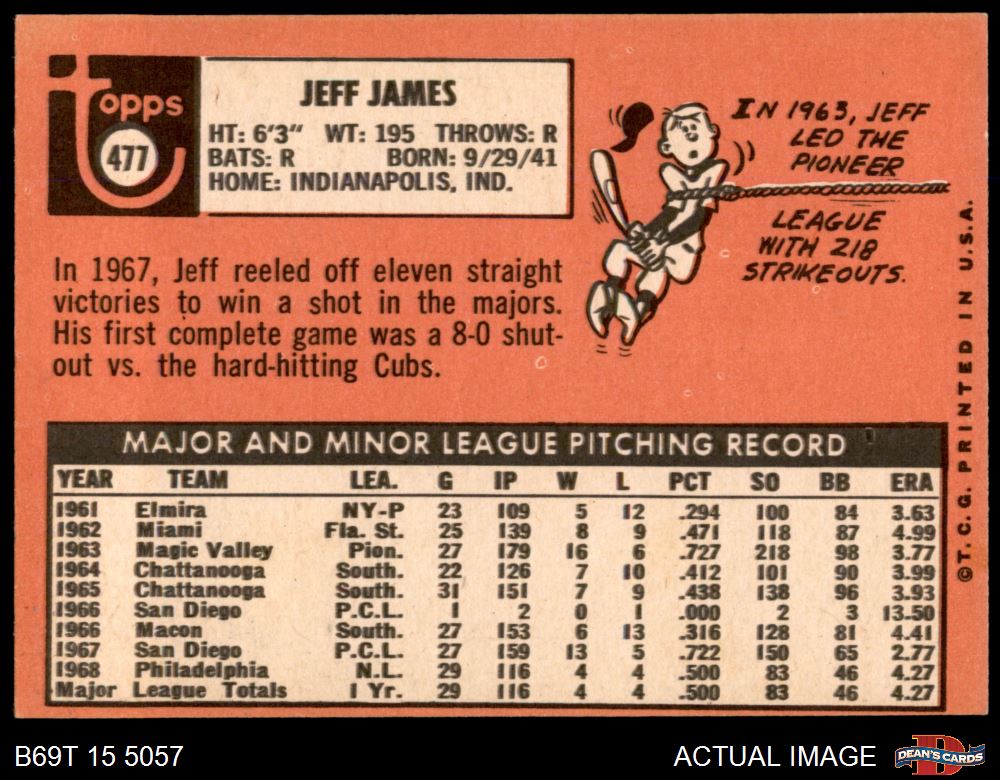 topps
477
JEFF JAMES
HT: 6'3" WT: 195 THROWS: R
BATS: R BORN: 9/29/41
HOME: INDIANAPOLIS, IND.
In 1967, Jeff reeled off eleven straight
victories to win a shot in the majors.
His first complete game was a 8-0 shut-
out vs. the hard-hitting Cubs.
IN 1963, JEFF
LED THE
PIONEER
LEAGUE
WITH 218
STRIKEOUTS.
MAJOR AND MINOR LEAGUE PITCHING RECORD
YEAR TEAM LEA. G IP W L PCT SO BB ERA
1961 Elmira NY-P 23 109 5 12 .294 100 84 3.63
1962 Miami Fla. St. 25 139 8 9 .471 118 87 4.99
1963 Magic Valley Pion. 27 179 16 6 .727 218 98 3.77
1964 Chattanooga South. 22 126 7 10 .412 101 90 3.99
1965 Chattanooga South. 31 151 7 9 .438 138 96 3.93
1966 San Diego P.C.L. 1 2 0 1 .000 2 3 13.50
1966 Macon South. 27 153 6 13 .316 128 81 4.41
1967 San Diego P.C.L. 27 159 13 5 .722 150 65 2.77
1968 Philadelphia N.L. 29 116 4 4 .500 83 46 4.27
Major League Totals 1 Yr. 29 116 4 4 .500 83 46 4.27
©T.C.G. PRINTED IN U.S.A.
B69T 15 5057
ACTUAL IMAGE
DEAN'S CARDS